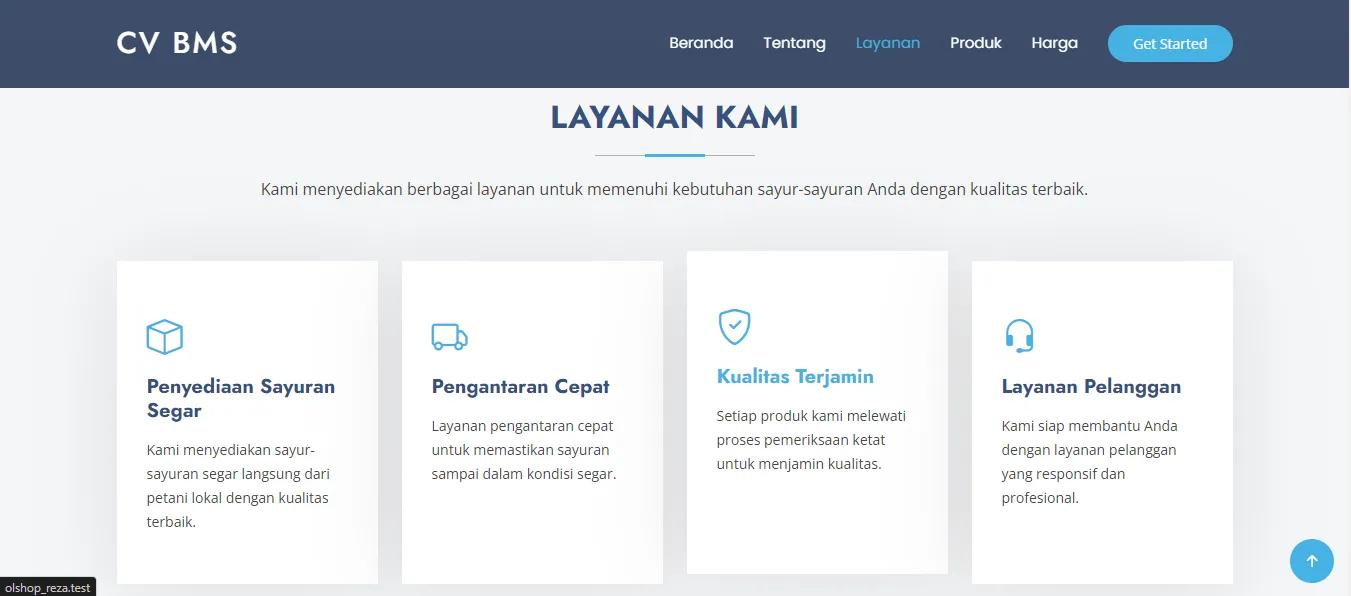 CV BMS
Beranda
Tentang
Layanan
Produk
Harga
Get Started
LAYANAN KAMI
Kami menyediakan berbagai layanan untuk memenuhi kebutuhan sayur-sayuran Anda dengan kualitas terbaik.
Penyediaan Sayuran
Segar
Kami menyediakan sayur-
sayuran segar langsung dari
petani lokal dengan kualitas
terbaik.
Pengantaran Cepat
Layanan pengantaran cepat
untuk memastikan sayuran
sampai dalam kondisi segar.
Kualitas Terjamin
Setiap produk kami melewati
proses pemeriksaan ketat
untuk menjamin kualitas.
Layanan Pelanggan
Kami siap membantu Anda
dengan layanan pelanggan
yang responsif dan
profesional.
olshop_reza.test